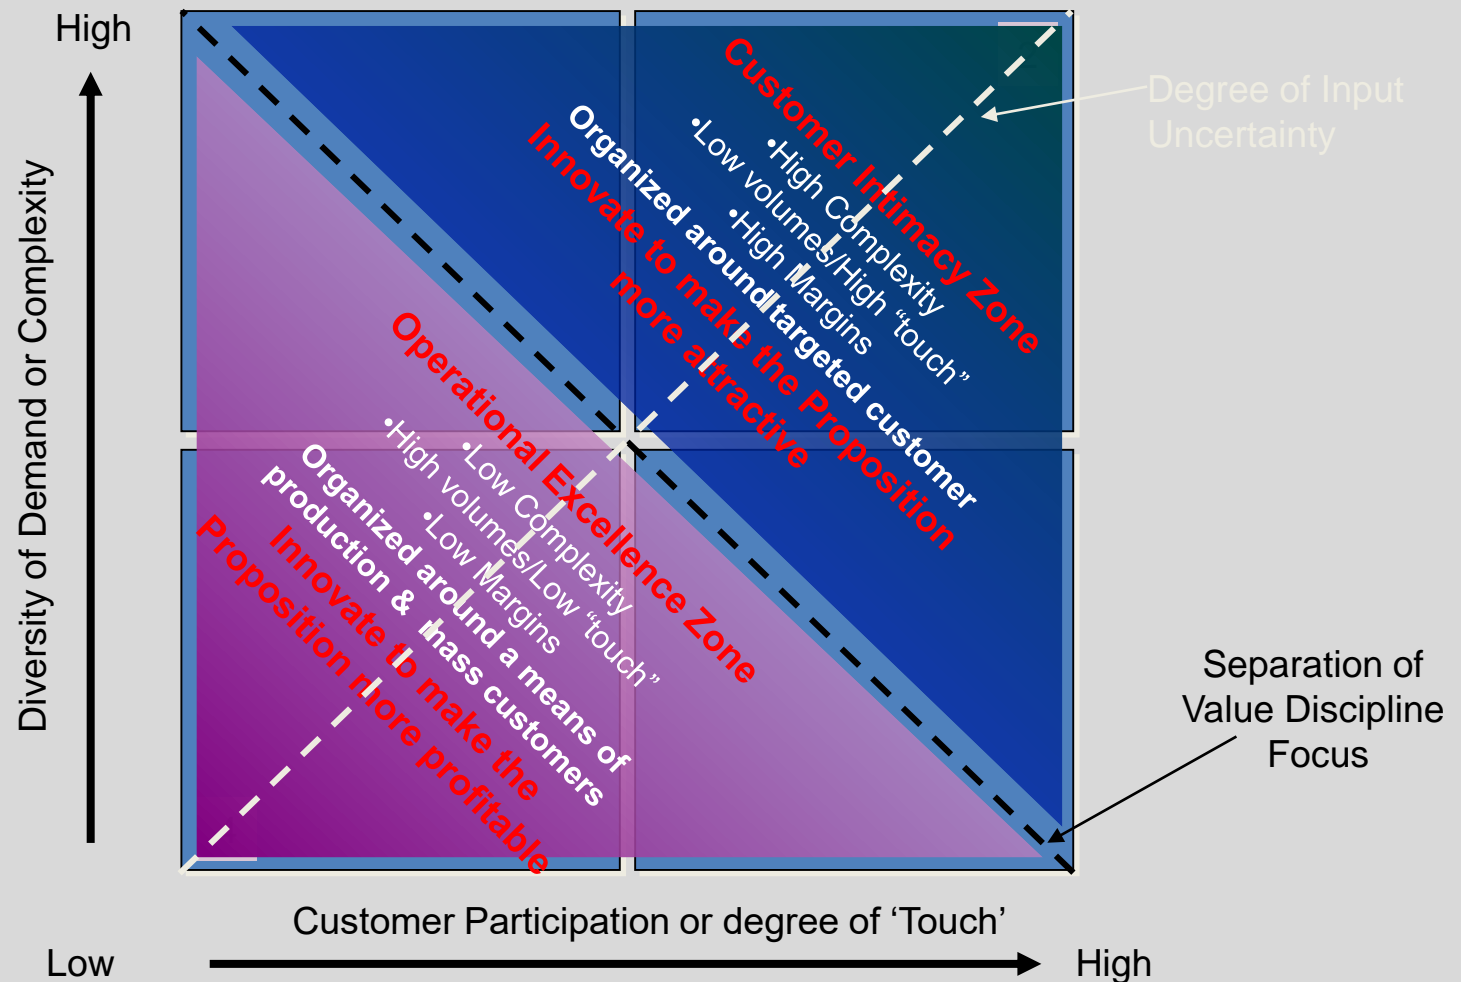 High
Diversity of Demand or Complexity
Customer Intimacy Zone
•High Complexity
•Low volumes/High “touch”
•High Margins
Organized around targeted customer
Innovate to make the Proposition
more attractive
Degree of Input
Uncertainty
Operational Excellence Zone
•Low Complexity
•High volumes/Low “touch”
•Low Margins
Organized around a means of
production & mass customers
Innovate to make the
Proposition more profitable
Separation of
Value Discipline
Focus
Customer Participation or degree of ‘Touch’
Low
High